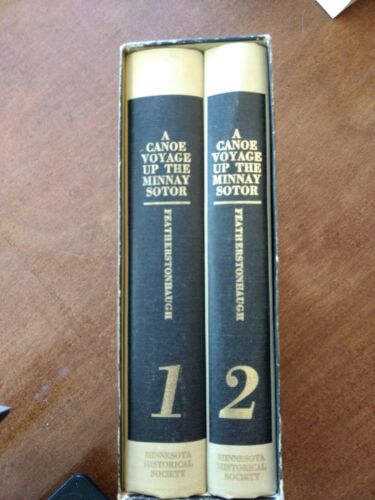 A
CANOE
VOYAGE
UP THE
MINNAY
SOTOR
FEATHERSTONHAUGH
1
MINNESOTA
HISTORICAL
SOCIETY
A
CANOE
VOYAGE
UP THE
MINNAY
SOTOR
FEATHERSTONHAUGH
2
MINNESOTA
HISTORICAL
SOCIETY